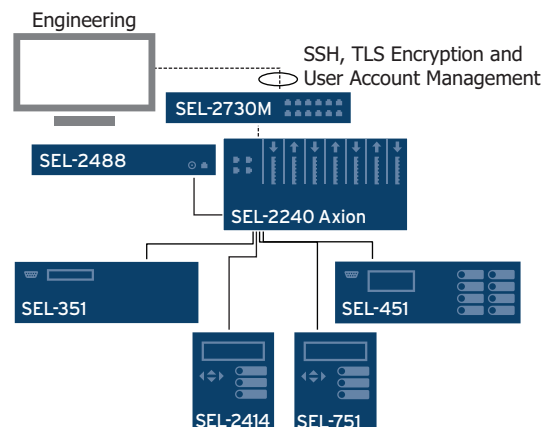 Engineering
SSH, TLS Encryption and
User Account Management
SEL-2730M
SEL-2488
SEL-2240 Axion
SEL-351
SEL-451
SEL-2414
SEL-751